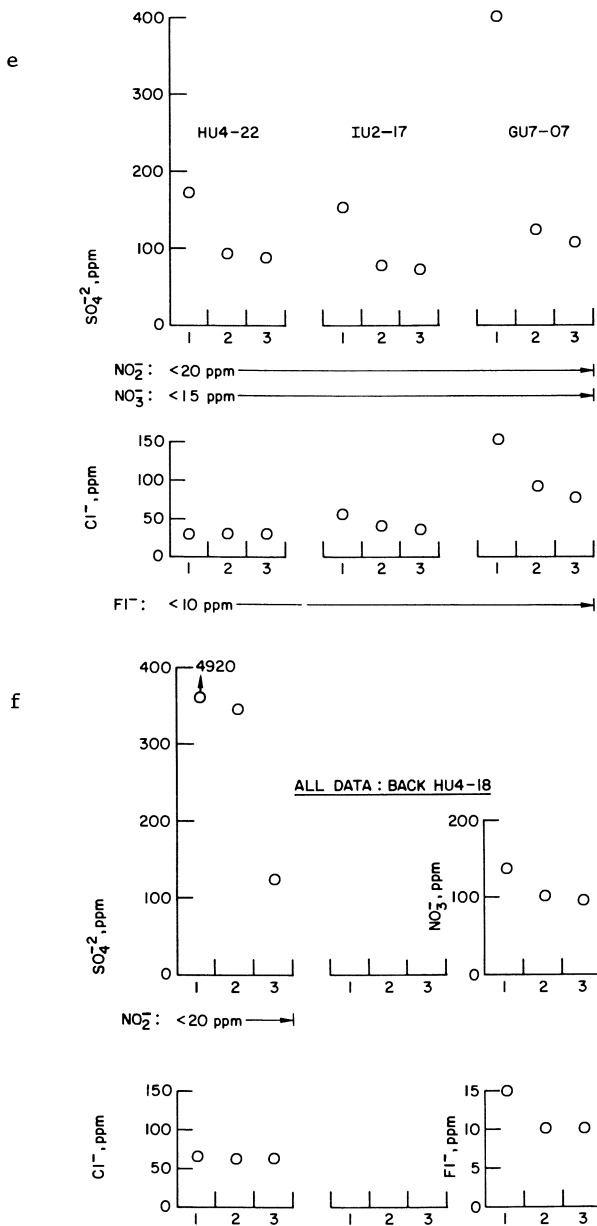 e
400
300
200
100
0
SO₄⁻², ppm
HU4-22 IU2-17 GU7-07
1 2 3 1 2 3 1 2 3
NO₂⁻: <20 ppm
NO₃⁻: <15 ppm
150
100
50
0
Cl⁻, ppm
1 2 3 1 2 3 1 2 3
Fl⁻: <10 ppm
f
400
300
200
100
0
SO₄⁻², ppm
4920
ALL DATA: BACK HU4-18
200
100
0
NO₃⁻, ppm
1 2 3 1 2 3 1 2 3
NO₂⁻: <20 ppm
150
100
50
0
Cl⁻, ppm
15
10
5
0
Fl⁻, ppm
1 2 3 1 2 3 1 2 3